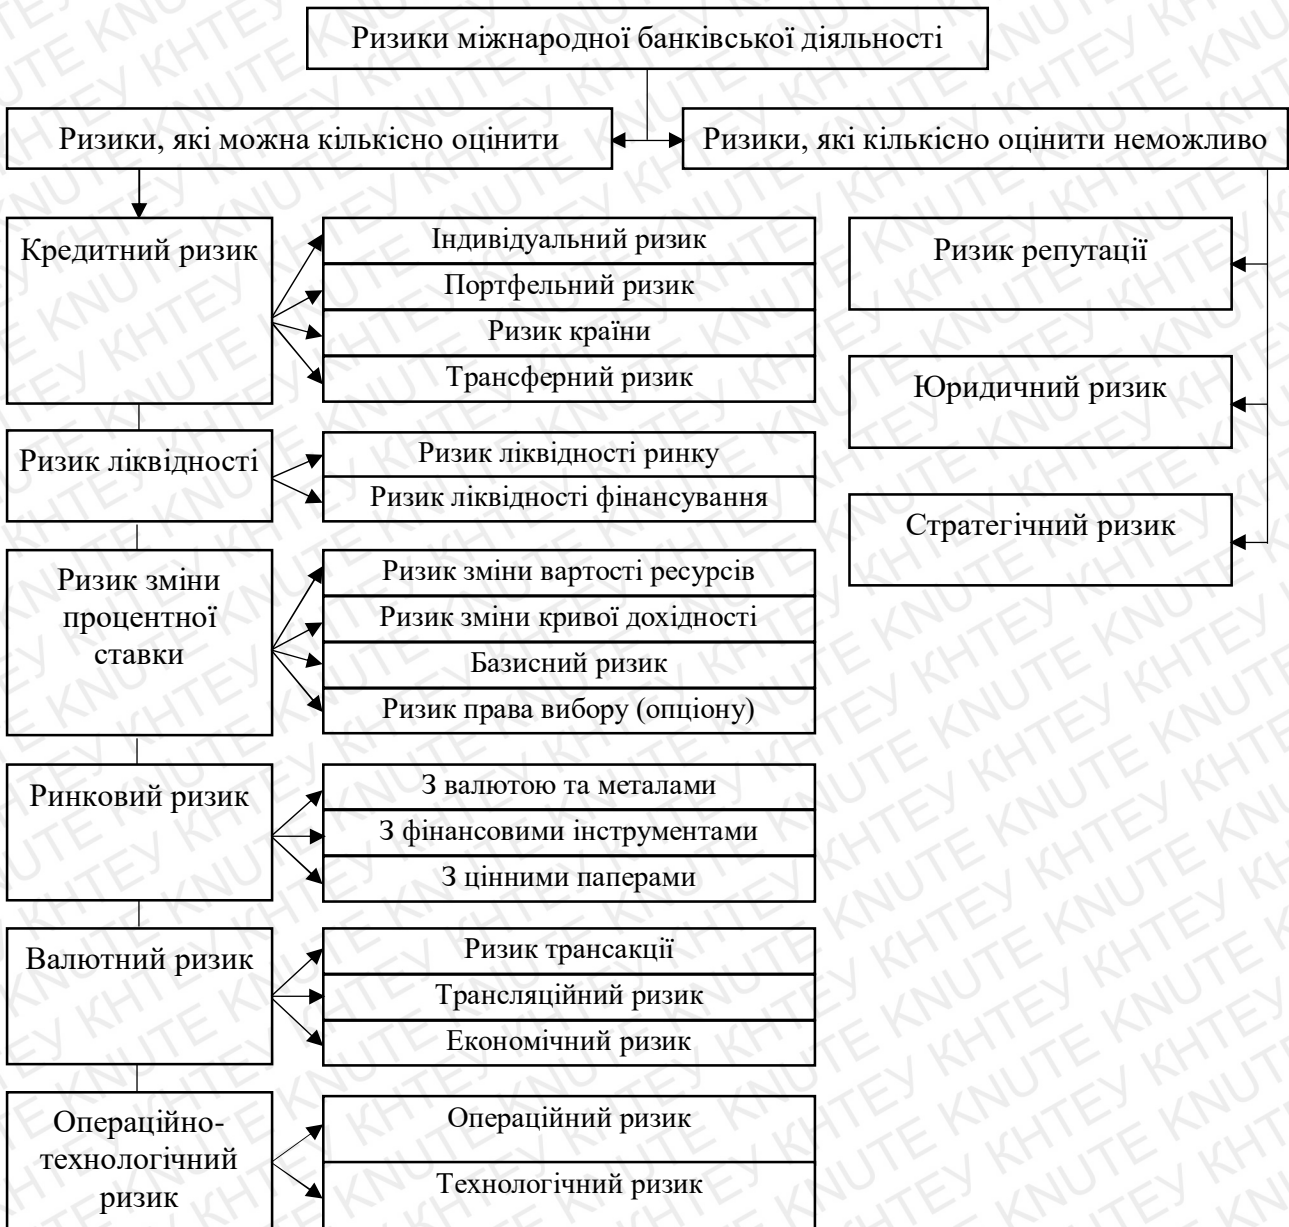 Ризики міжнародної банківської діяльності
Ризики, які можна кількісно оцінити
Ризики, які кількісно оцінити неможливо
Кредитний ризик
Індивідуальний ризик
Портфельний ризик
Ризик країни
Трансферний ризик
Ризик репутації
Юридичний ризик
Стратегічний ризик
Ризик ліквідності
Ризик ліквідності ринку
Ризик ліквідності фінансування
Ризик зміни
процентної
ставки
Ризик зміни вартості ресурсів
Ризик зміни кривої дохідності
Базисний ризик
Ризик права вибору (опціону)
Ринковий ризик
З валютою та металами
З фінансовими інструментами
З цінними паперами
Валютний ризик
Ризик трансакції
Трансляційний ризик
Економічний ризик
Операційно-
технологічний
ризик
Операційний ризик
Технологічний ризик